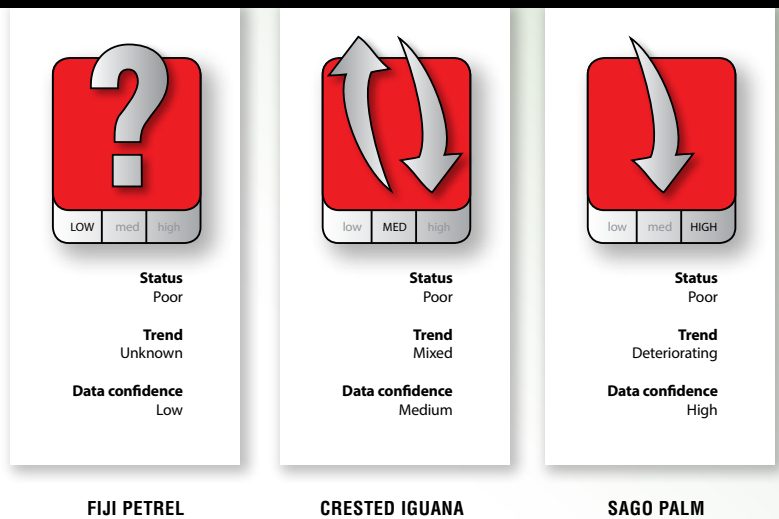 ?
LOW med high
Status
Poor
Trend
Unknown
Data confidence
Low
FIJI PETREL
low MED high
Status
Poor
Trend
Mixed
Data confidence
Medium
CRESTED IGUANA
low med HIGH
Status
Poor
Trend
Deteriorating
Data confidence
High
SAGO PALM